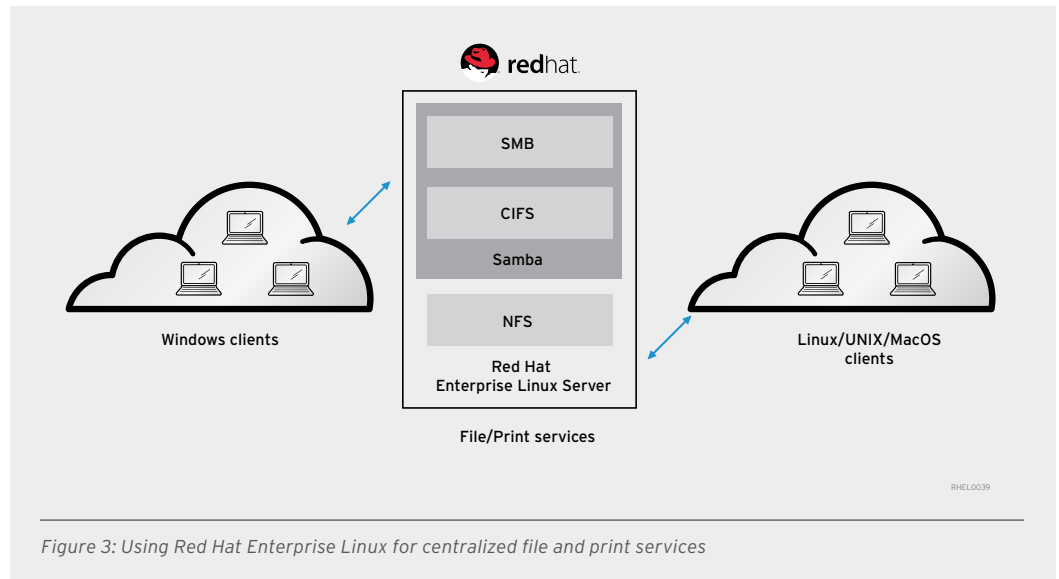 redhat.
SMB
CIFS
Samba
NFS
Red Hat
Enterprise Linux Server
Windows clients
Linux/UNIX/MacOS
clients
File/Print services
RHEL0039
Figure 3: Using Red Hat Enterprise Linux for centralized file and print services